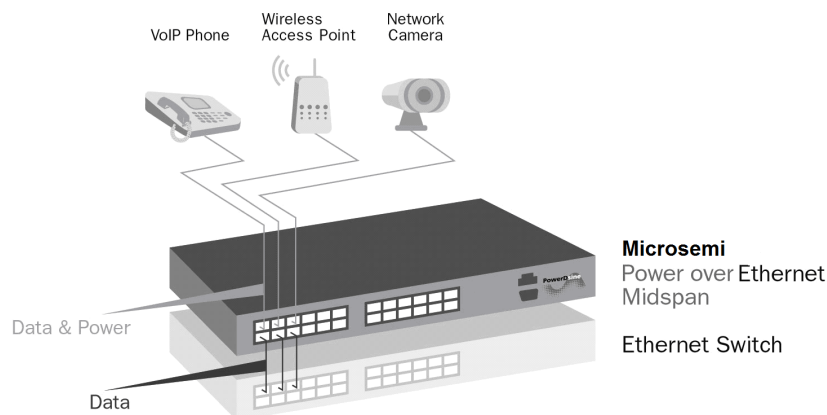 VoIP Phone
Wireless
Access Point
Network
Camera
Microsemi
Power over Ethernet
Midspan
Ethernet Switch
Data & Power
Data